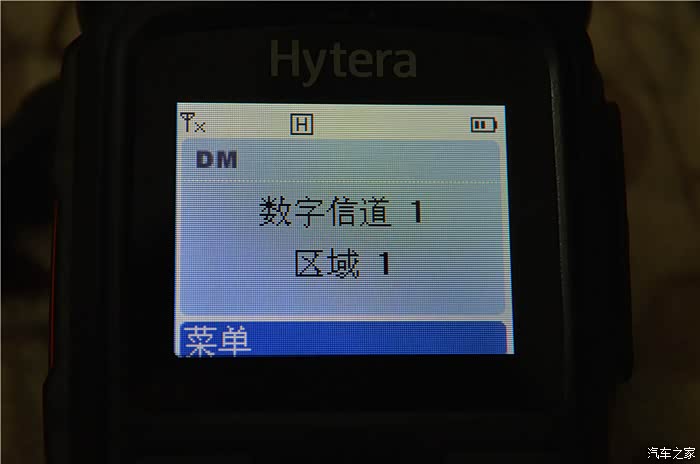 Hytera
H
DM
数字信道 1
区域 1
菜单
汽车之家